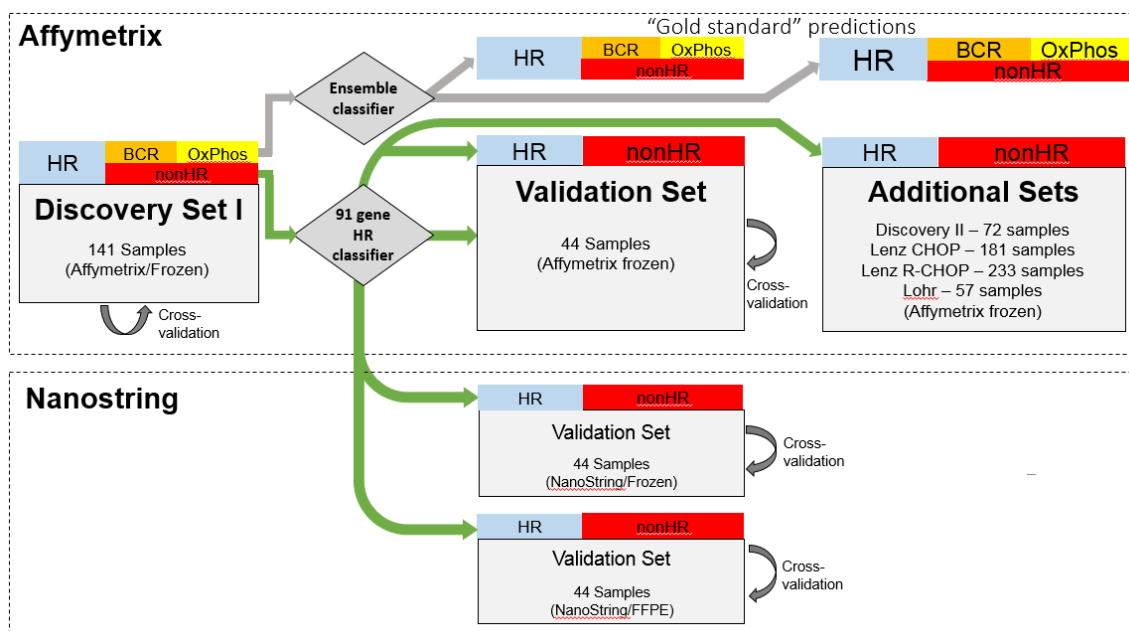 Affymetrix
“Gold standard” predictions
Ensemble
classifier
HR
BCR
OxPhos
nonHR
HR
BCR
OxPhos
nonHR
HR
BCR
OxPhos
nonHR
Discovery Set I
141 Samples
(Affymetrix/Frozen)
Cross-
validation
91 gene
HR
classifier
HR
nonHR
Validation Set
44 Samples
(Affymetrix frozen)
Cross-
validation
HR
nonHR
Additional Sets
Discovery II – 72 samples
Lenz CHOP – 181 samples
Lenz R-CHOP – 233 samples
Lohr – 57 samples
(Affymetrix frozen)
Nanostring
HR
nonHR
Validation Set
44 Samples
(NanoString/Frozen)
Cross-
validation
HR
nonHR
Validation Set
44 Samples
(NanoString/FFPE)
Cross-
validation